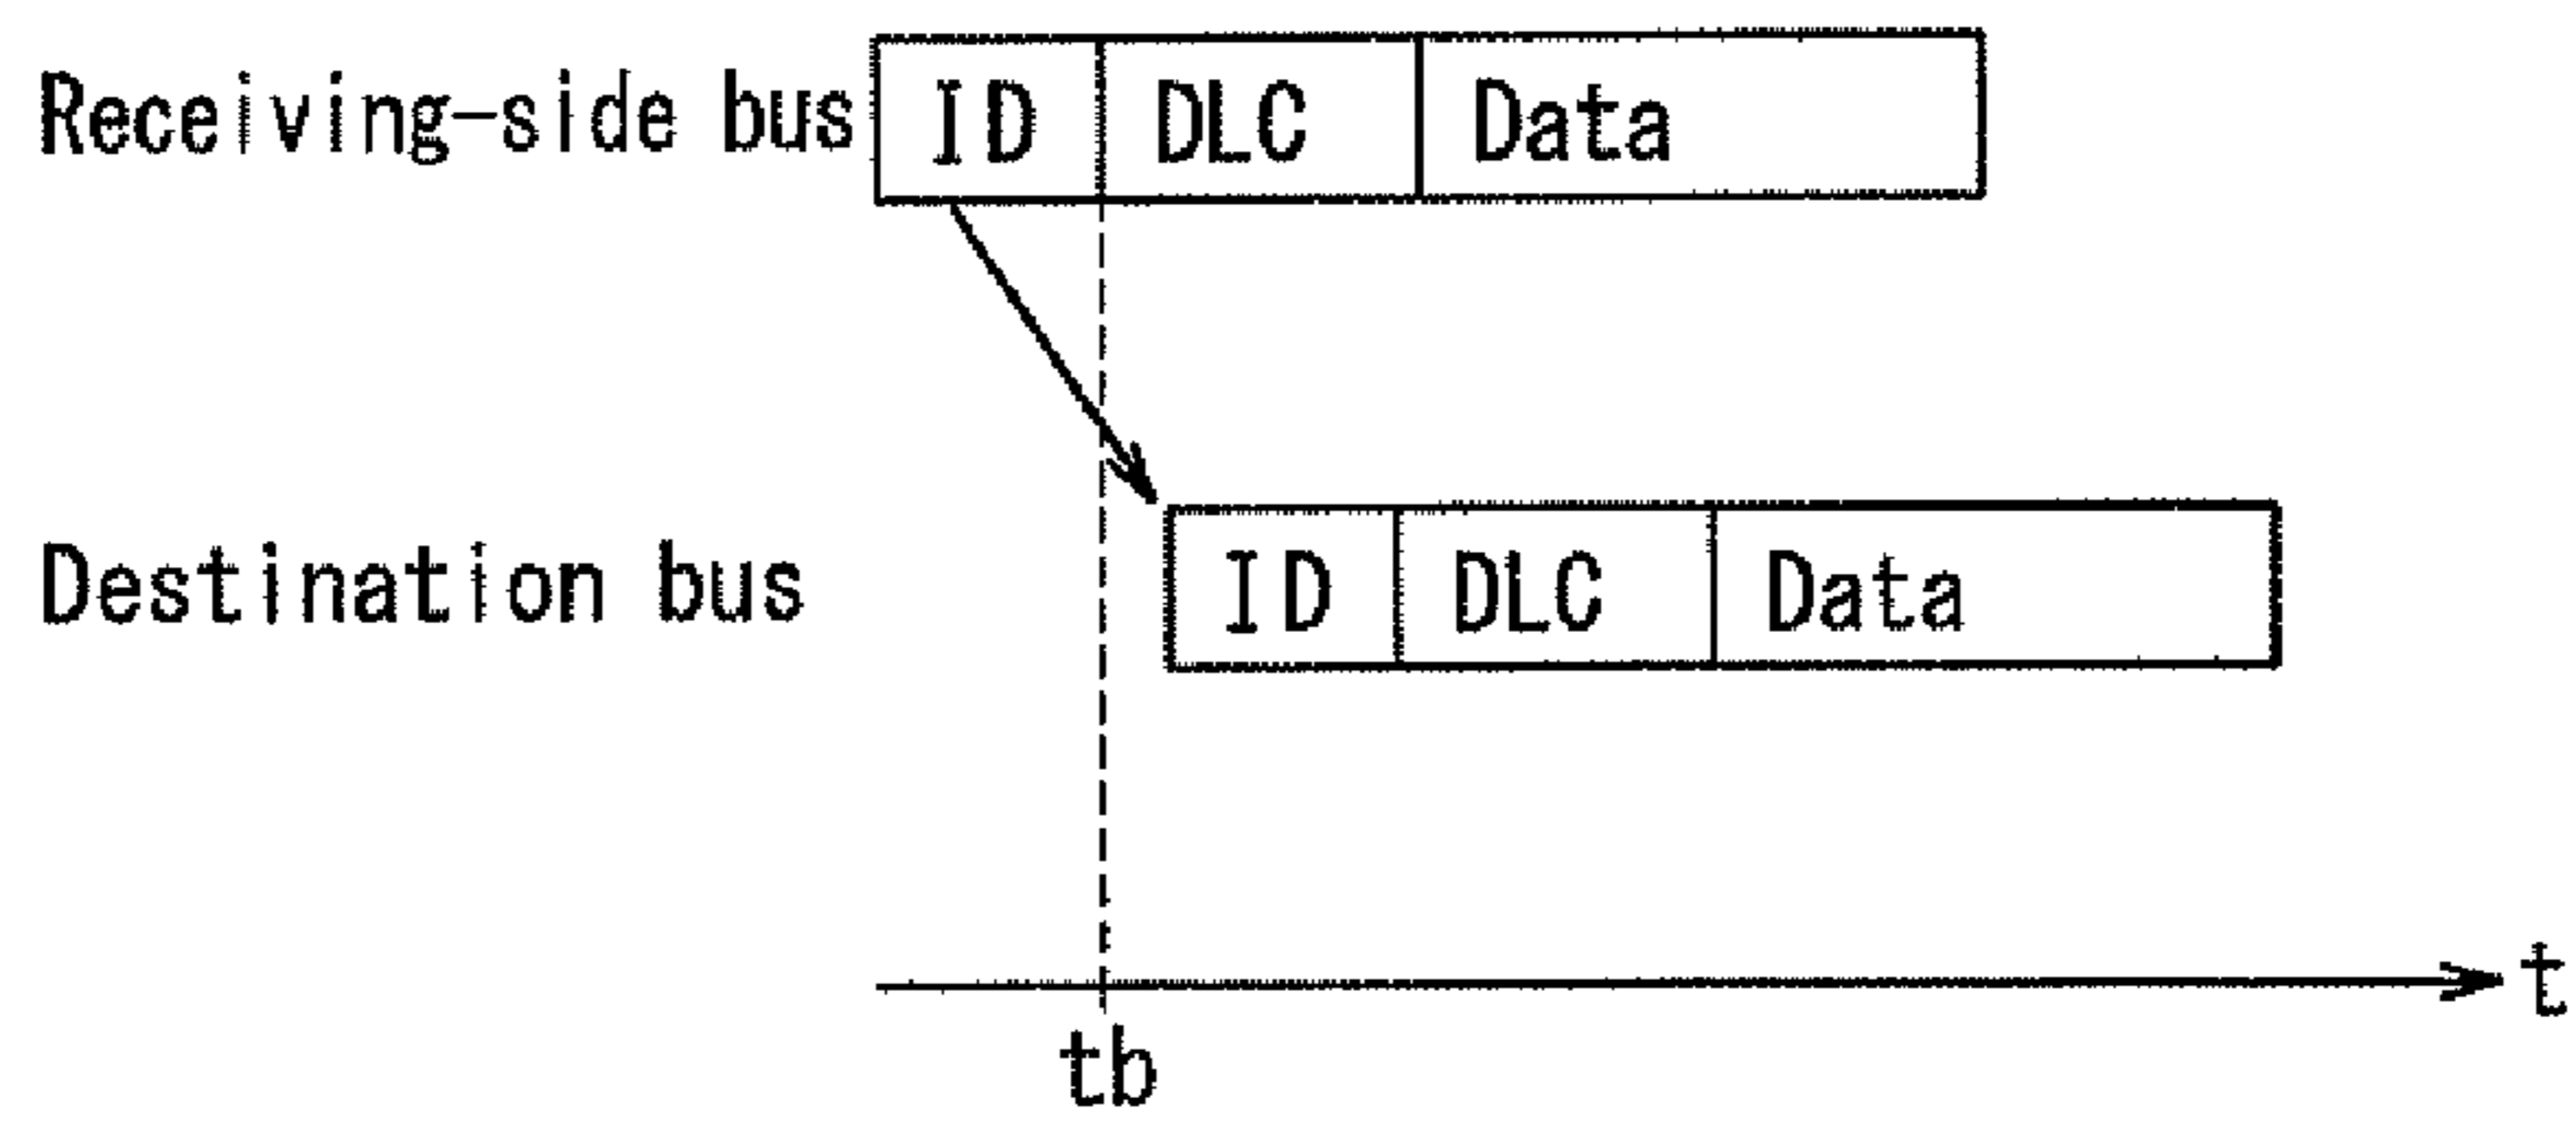 Receiving-side bus ID DLC Data
Destination bus ID DLC Data
t
tb